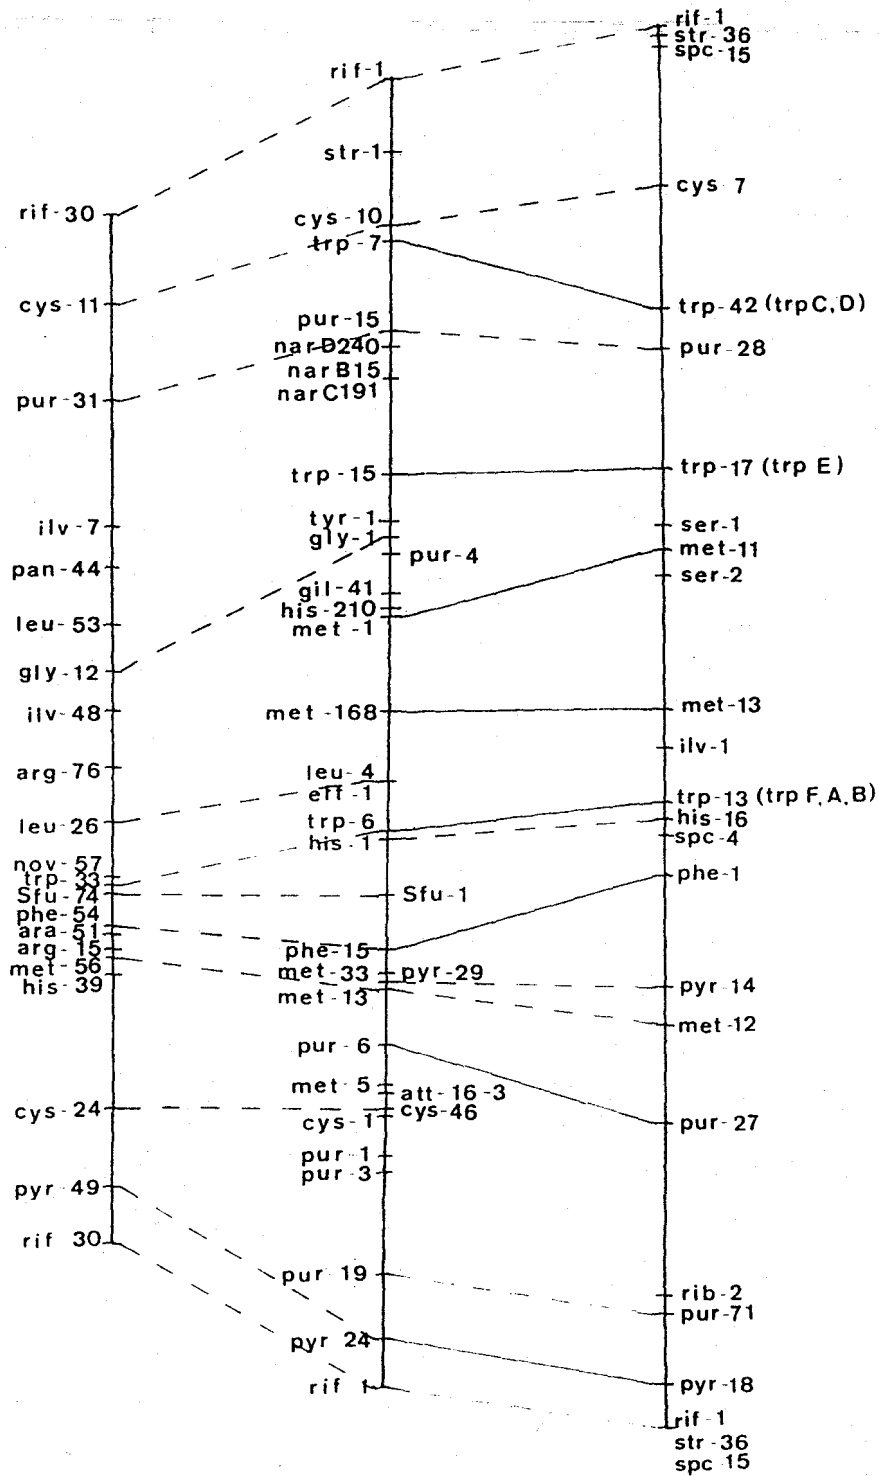 rif-30
cys-11
pur-31
ilv-7
pan-44
leu-53
gly-12
ilv-48
arg-76
leu-26
nov-57
trp-33
Sfu-74
phe-54
ara-51
arg-15
met-56
his-39
cys-24
pyr 49
rif 30
rif-1
str-1
cys-10
trp-7
pur-15
narD240
narB15
narC191
trp-15
tyr-1
gly-1
pur-4
gil-41
his-210
met-1
met-168
leu-4
eff-1
trp-6
his-1
Sfu-1
phe-15
met-33
pyr-29
met-13
pur-6
met 5
att-16-3
cys-46
cys-1
pur-1
pur-3
pur 19
pyr 24
rif 1
rif-1
str-36
spc-15
cys 7
trp-42 (trpC,D)
pur-28
trp-17 (trp E)
ser-1
met-11
ser-2
met-13
ilv-1
trp-13 (trp F,A,B)
his-16
spc-4
phe-1
pyr 14
met-12
pur-27
rib-2
pur-71
pyr-18
rif-1
str-36
spc 15